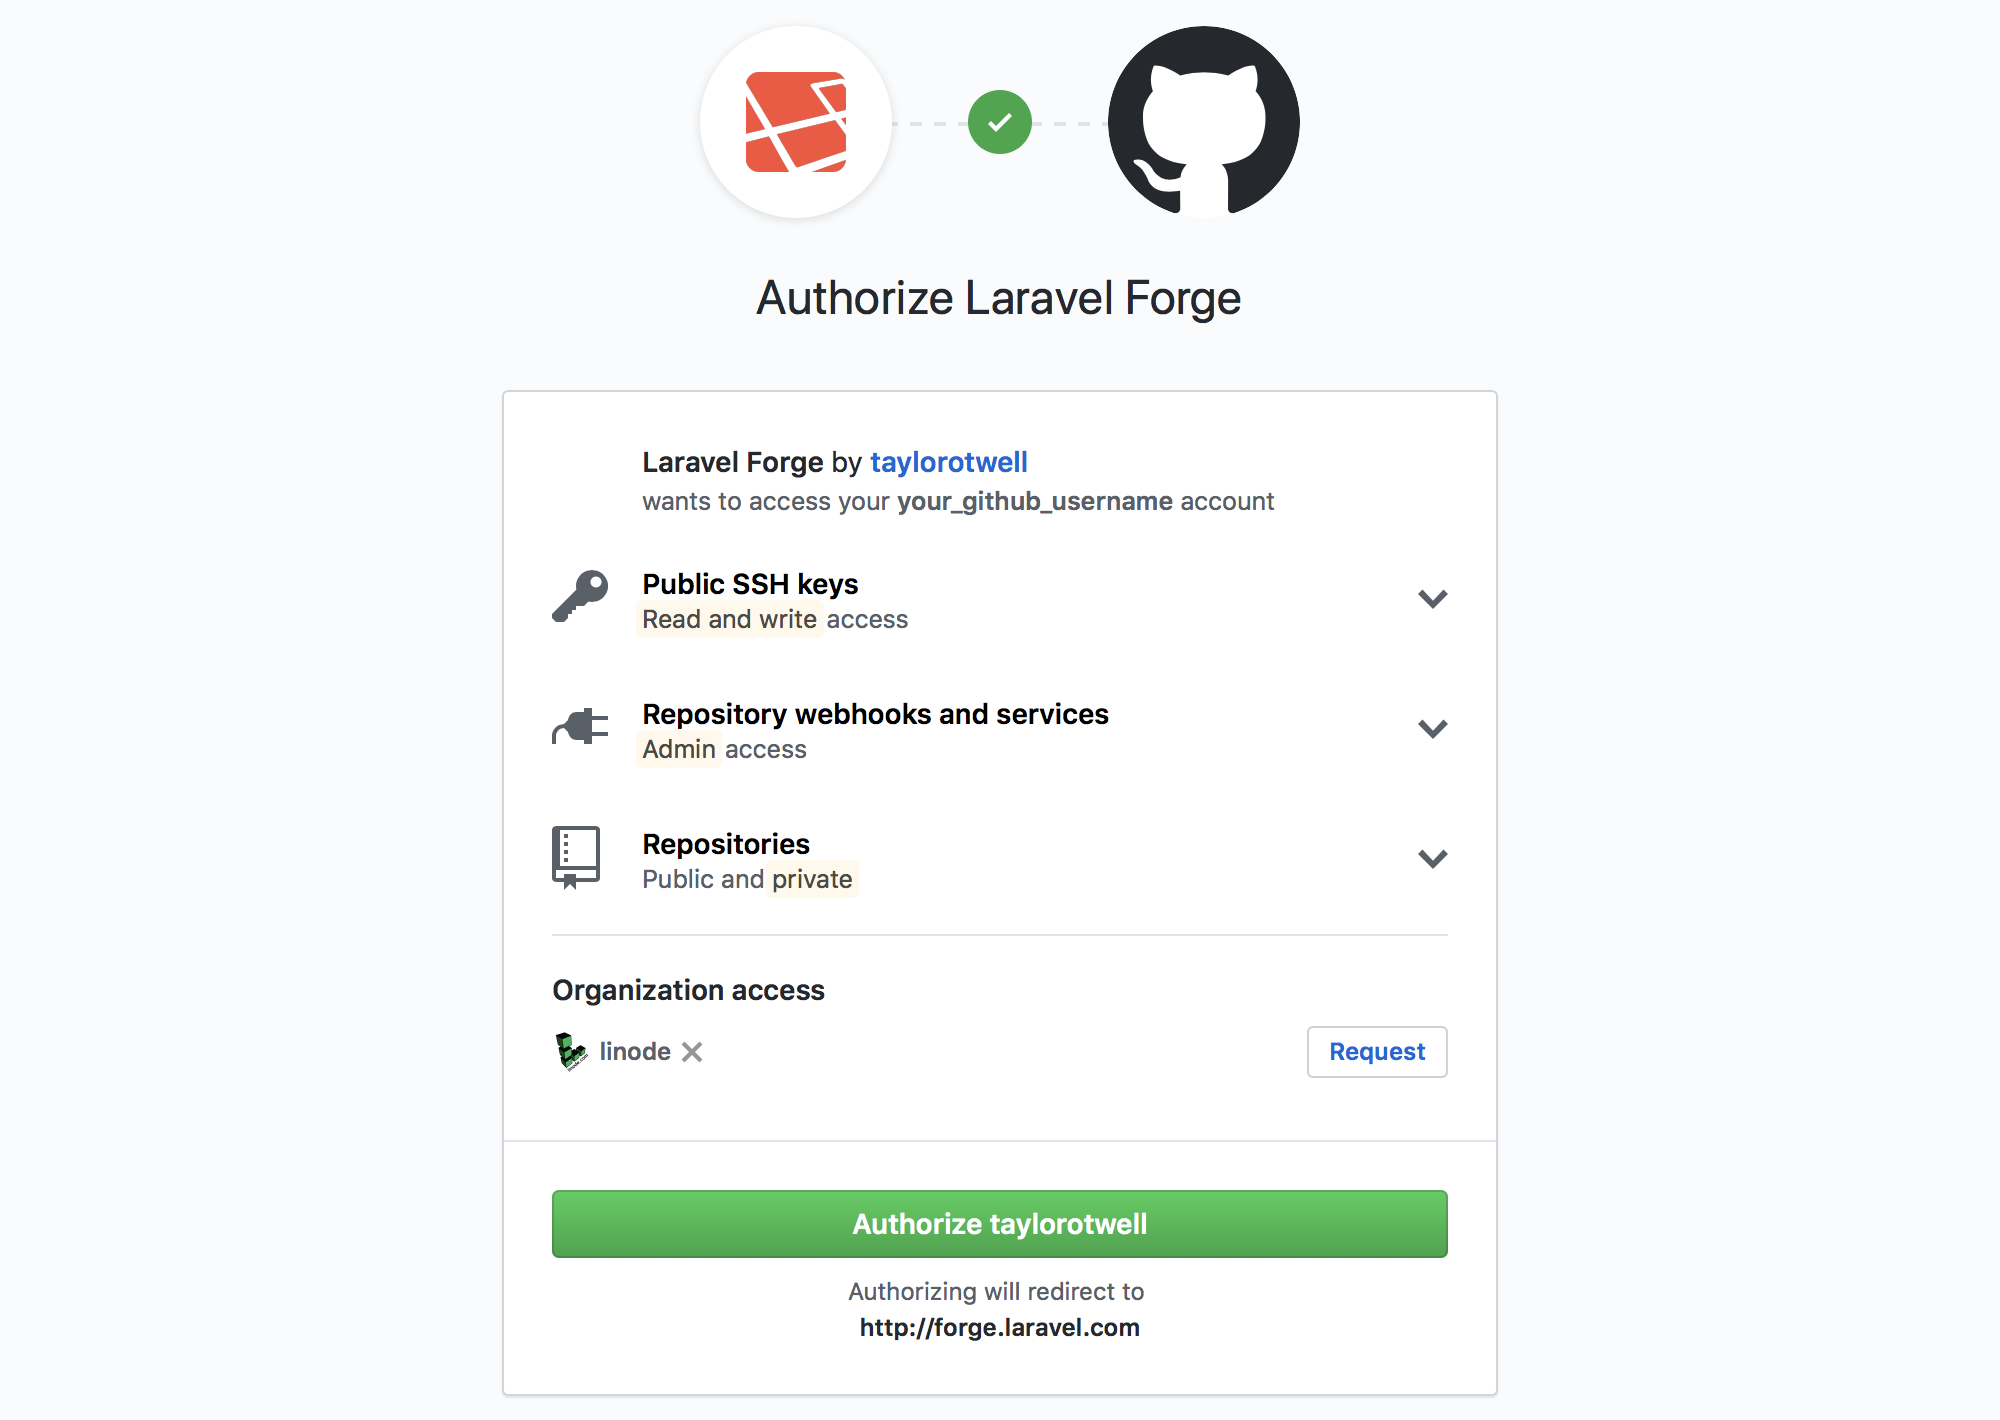 Authorize Laravel Forge
Laravel Forge by taylorotwell
wants to access your your_github_username account
Public SSH keys
Read and write access
Repository webhooks and services
Admin access
Repositories
Public and private
Organization access
linode
Request
Authorize taylorotwell
Authorizing will redirect to
http://forge.laravel.com